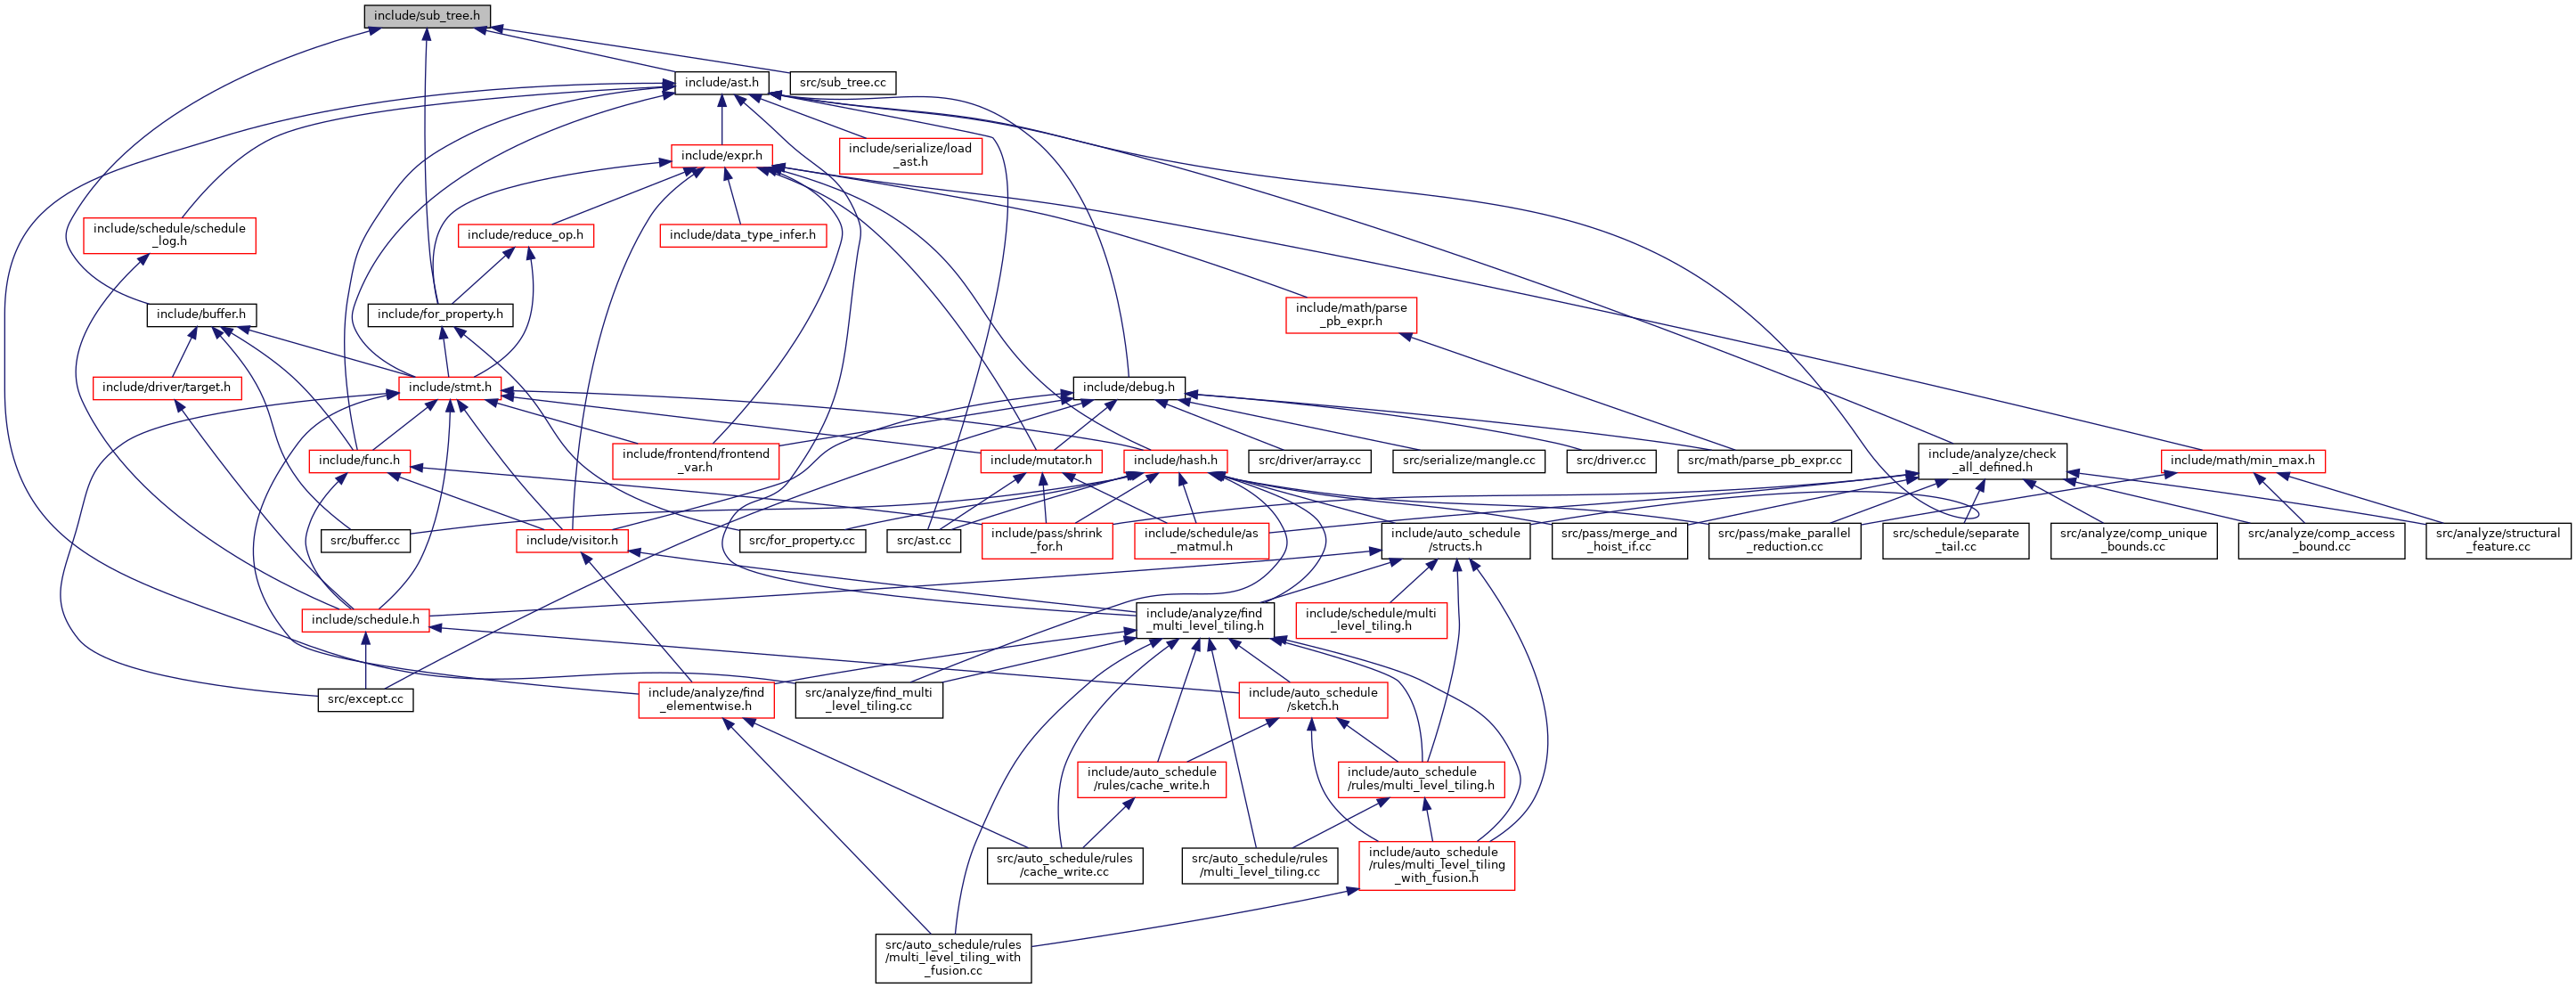 include/sub_tree.h
include/ast.h
src/sub_tree.cc
include/expr.h
include/serialize/load
_ast.h
include/schedule/schedule
_log.h
include/reduce_op.h
include/data_type_infer.h
include/buffer.h
include/for_property.h
include/math/parse
_pb_expr.h
include/driver/target.h
include/stmt.h
include/debug.h
include/func.h
include/frontend/frontend
_var.h
include/mutator.h
include/hash.h
src/driver/array.cc
src/serialize/mangle.cc
src/driver.cc
src/math/parse_pb_expr.cc
include/analyze/check
_all_defined.h
include/math/min_max.h
src/buffer.cc
include/visitor.h
src/for_property.cc
src/ast.cc
include/pass/shrink
_for.h
include/schedule/as
_matmul.h
include/auto_schedule
/structs.h
src/pass/merge_and
_hoist_if.cc
src/pass/make_parallel
_reduction.cc
src/schedule/separate
_tail.cc
src/analyze/comp_unique
_bounds.cc
src/analyze/comp_access
_bound.cc
src/analyze/structural
_feature.cc
include/schedule.h
include/analyze/find
_multi_level_tiling.h
include/schedule/multi
_level_tiling.h
src/except.cc
include/analyze/find
_elementwise.h
src/analyze/find_multi
_level_tiling.cc
include/auto_schedule
/sketch.h
include/auto_schedule
/rules/cache_write.h
include/auto_schedule
/rules/multi_level_tiling.h
src/auto_schedule/rules
/cache_write.cc
src/auto_schedule/rules
/multi_level_tiling.cc
include/auto_schedule
/rules/multi_level_tiling
_with_fusion.h
src/auto_schedule/rules
/multi_level_tiling_with
_fusion.cc